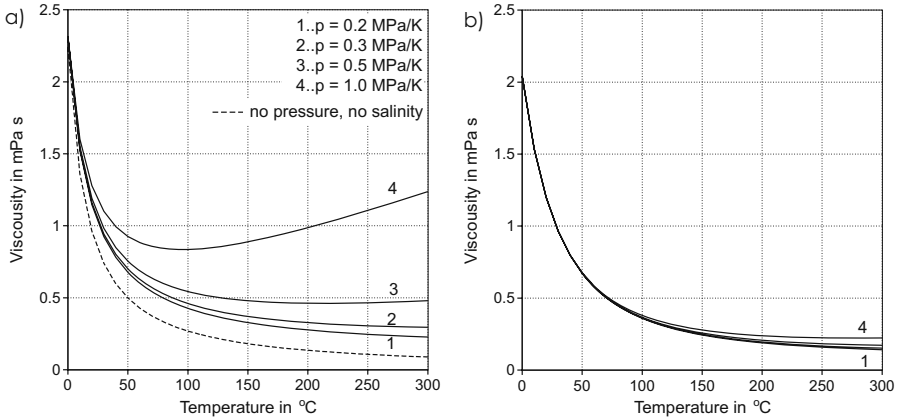 a)
2.5
2
1.5
1
0.5
0
Viscousity in mPa s
1..p = 0.2 MPa/K
2..p = 0.3 MPa/K
3..p = 0.5 MPa/K
4..p = 1.0 MPa/K
no pressure, no salinity
4
3
2
1
0 50 100 150 200 250 300
Temperature in °C
b)
2.5
2
1.5
1
0.5
0
Viscousity in mPa s
4
1
0 50 100 150 200 250 300
Temperature in °C